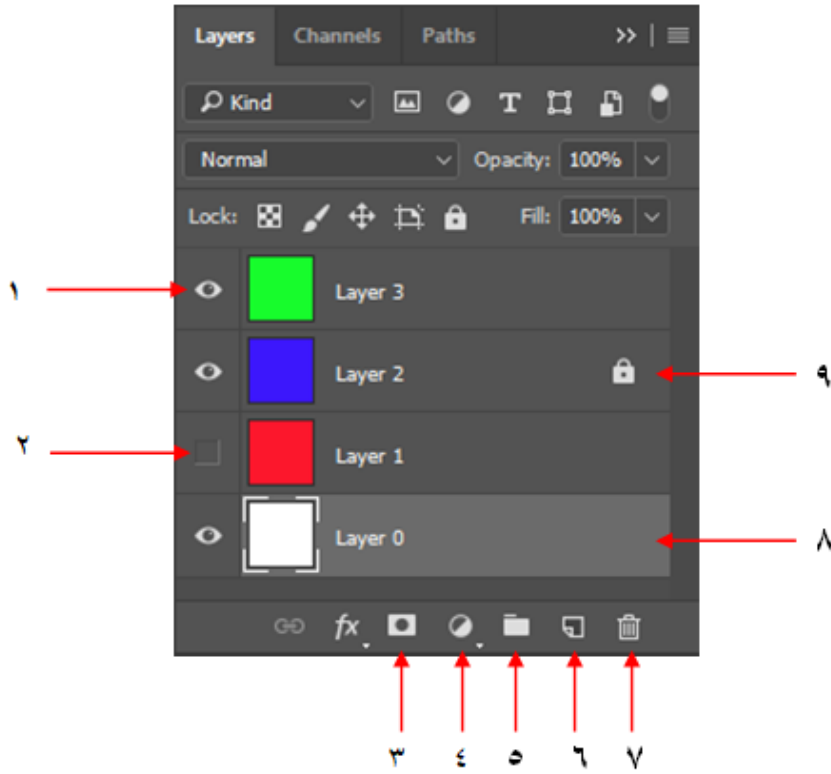 Layers Channels Paths
Kind T
Normal Opacity: 100%
Lock: Fill: 100%
١ Layer 3
Layer 2 ٩
٢ Layer 1
Layer 0 ٨
fx
٣ ٤ ٥ ٦ ٧